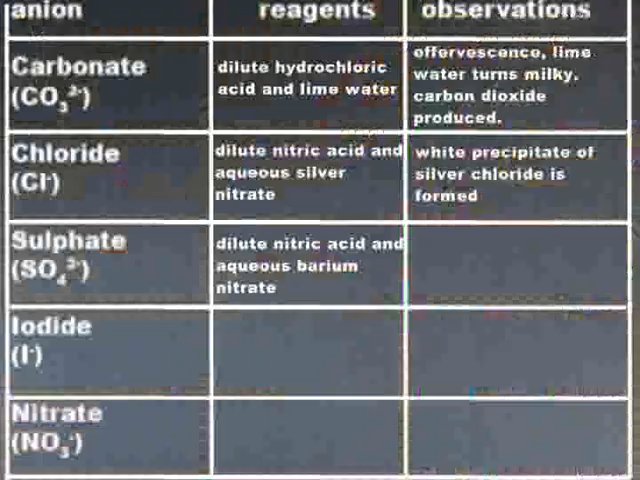 anion reagents observations
Carbonate
(CO₃²⁻)
dilute hydrochloric
acid and lime water
effervescence, lime
water turns milky.
carbon dioxide
produced.
Chloride
(Cl⁻)
dilute nitric acid and
aqueous silver
nitrate
white precipitate of
silver chloride is
formed
Sulphate
(SO₄²⁻)
dilute nitric acid and
aqueous barium
nitrate
Iodide
(I⁻)
Nitrate
(NO₃⁻)